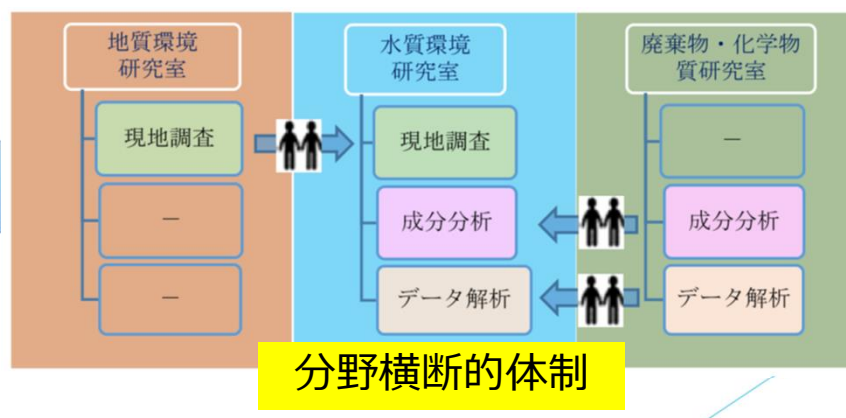 地質環境
研究室
現地調査
－
－
水質環境
研究室
現地調査
成分分析
データ解析
廃棄物・化学物
質研究室
－
成分分析
データ解析
分野横断的体制